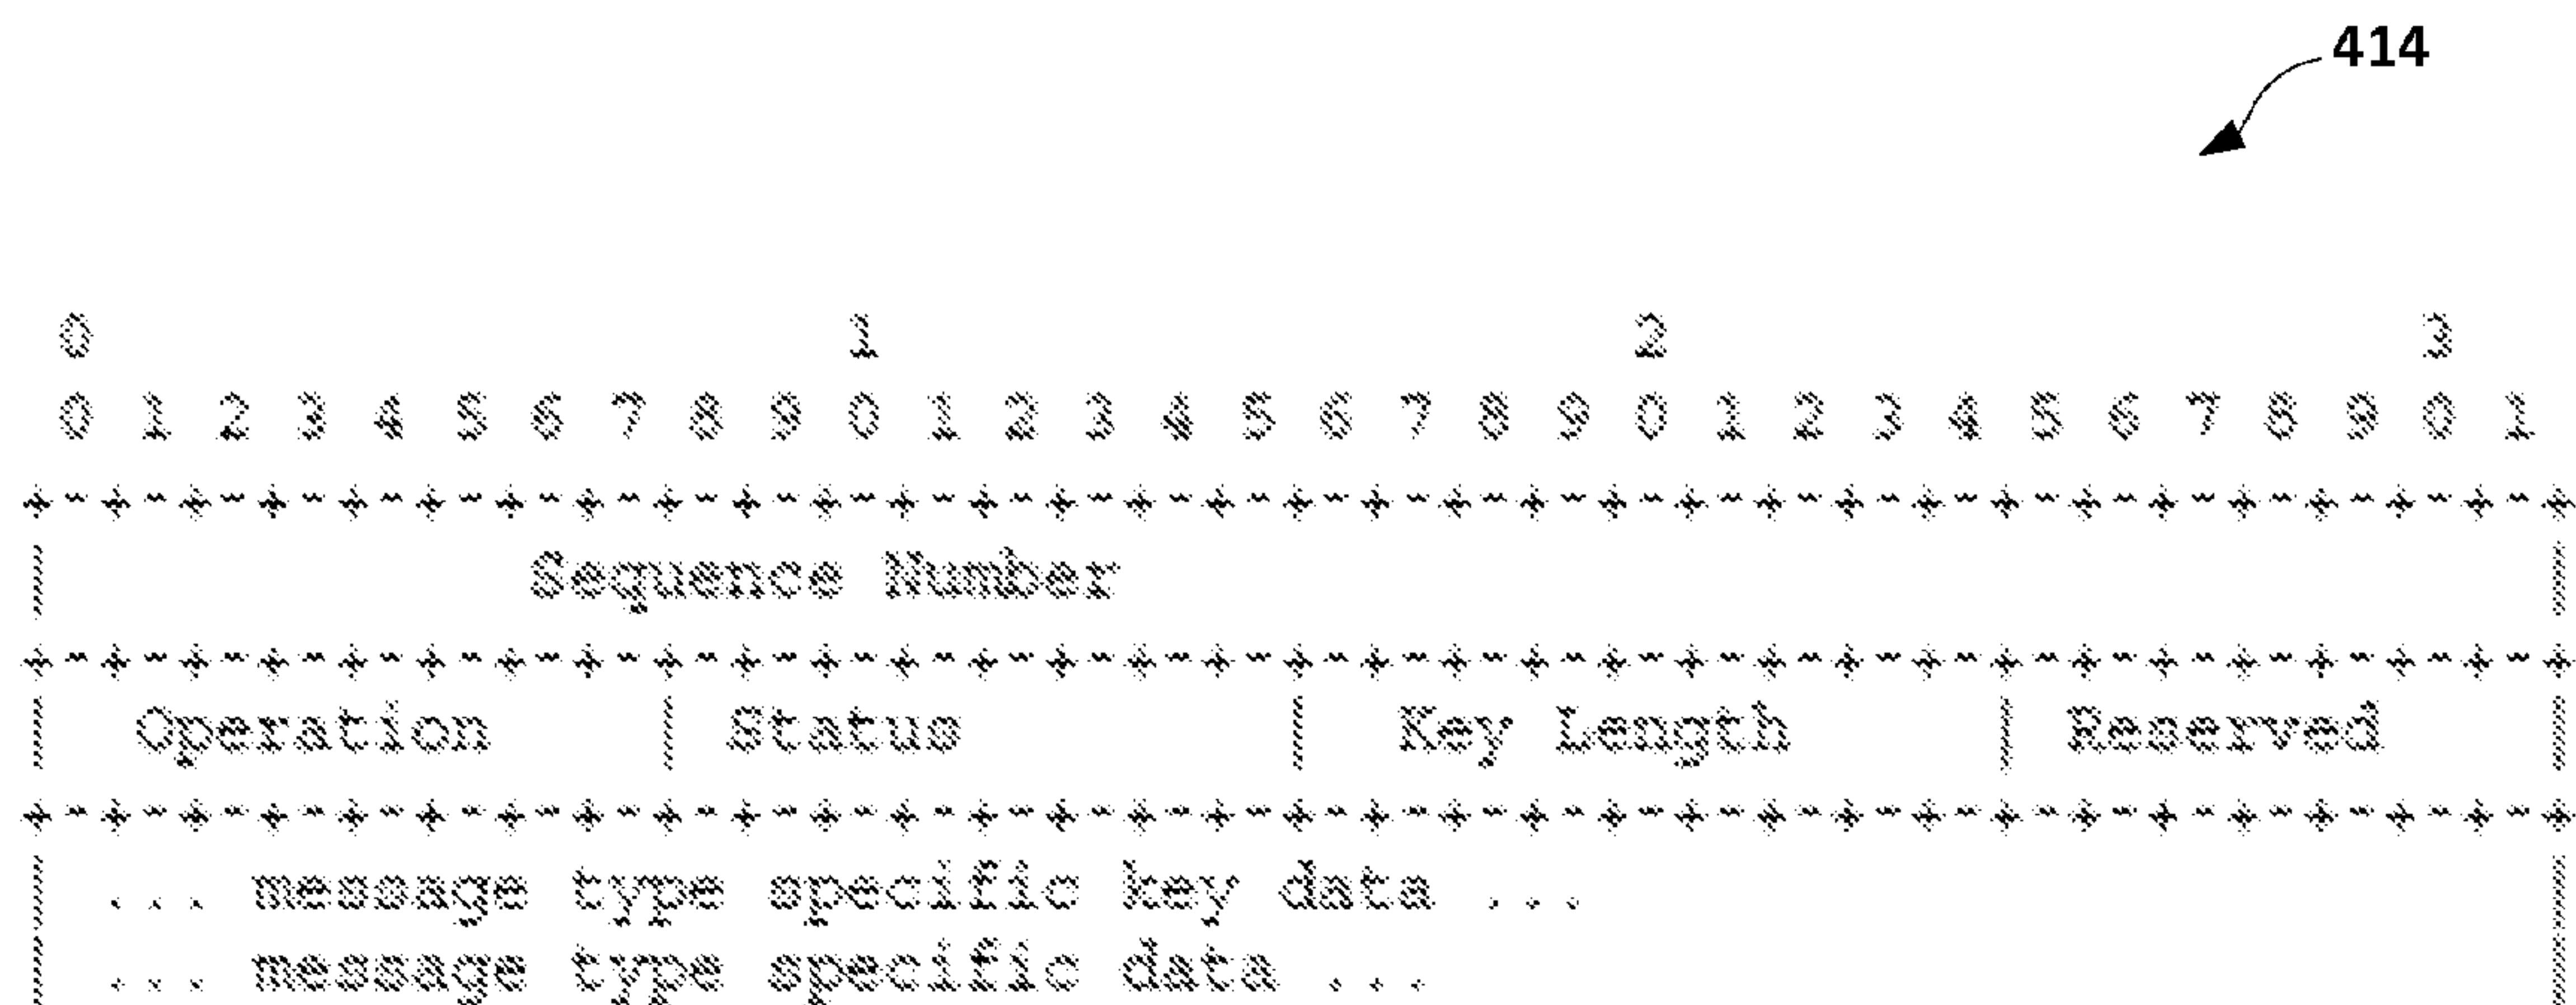 414
0                   1                   2                   3
0 1 2 3 4 5 6 7 8 9 0 1 2 3 4 5 6 7 8 9 0 1 2 3 4 5 6 7 8 9 0 1
+-+-+-+-+-+-+-+-+-+-+-+-+-+-+-+-+-+-+-+-+-+-+-+-+-+-+-+-+-+-+-+-+
|            Sequence Number                                    |
+-+-+-+-+-+-+-+-+-+-+-+-+-+-+-+-+-+-+-+-+-+-+-+-+-+-+-+-+-+-+-+-+
|  Operation    | Status        |  Key Length     | Reserved    |
+-+-+-+-+-+-+-+-+-+-+-+-+-+-+-+-+-+-+-+-+-+-+-+-+-+-+-+-+-+-+-+-+
| ... message type specific key data ...                        |
| ... message type specific data ...                            |